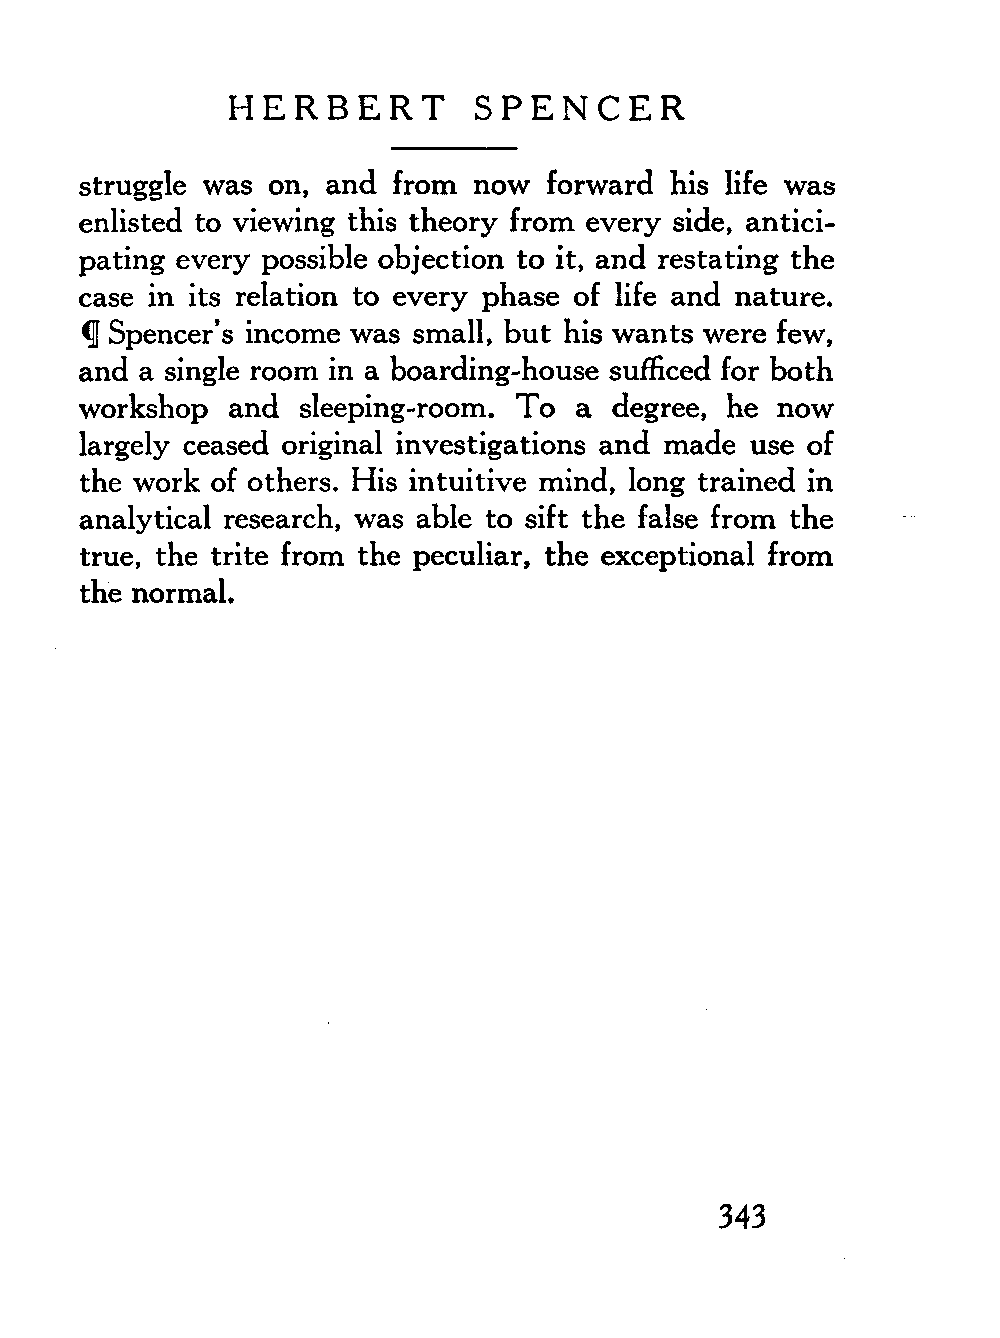 HERBERT SPENCER
struggle was on, and from now forward his life was
enlisted to viewing this theory from every side, antici-
pating every possible objection to it, and restating the
case in its relation to every phase of life and nature.
¶ Spencer's income was small, but his wants were few,
and a single room in a boarding-house sufficed for both
workshop and sleeping-room. To a degree, he now
largely ceased original investigations and made use of
the work of others. His intuitive mind, long trained in
analytical research, was able to sift the false from the
true, the trite from the peculiar, the exceptional from
the normal.
343